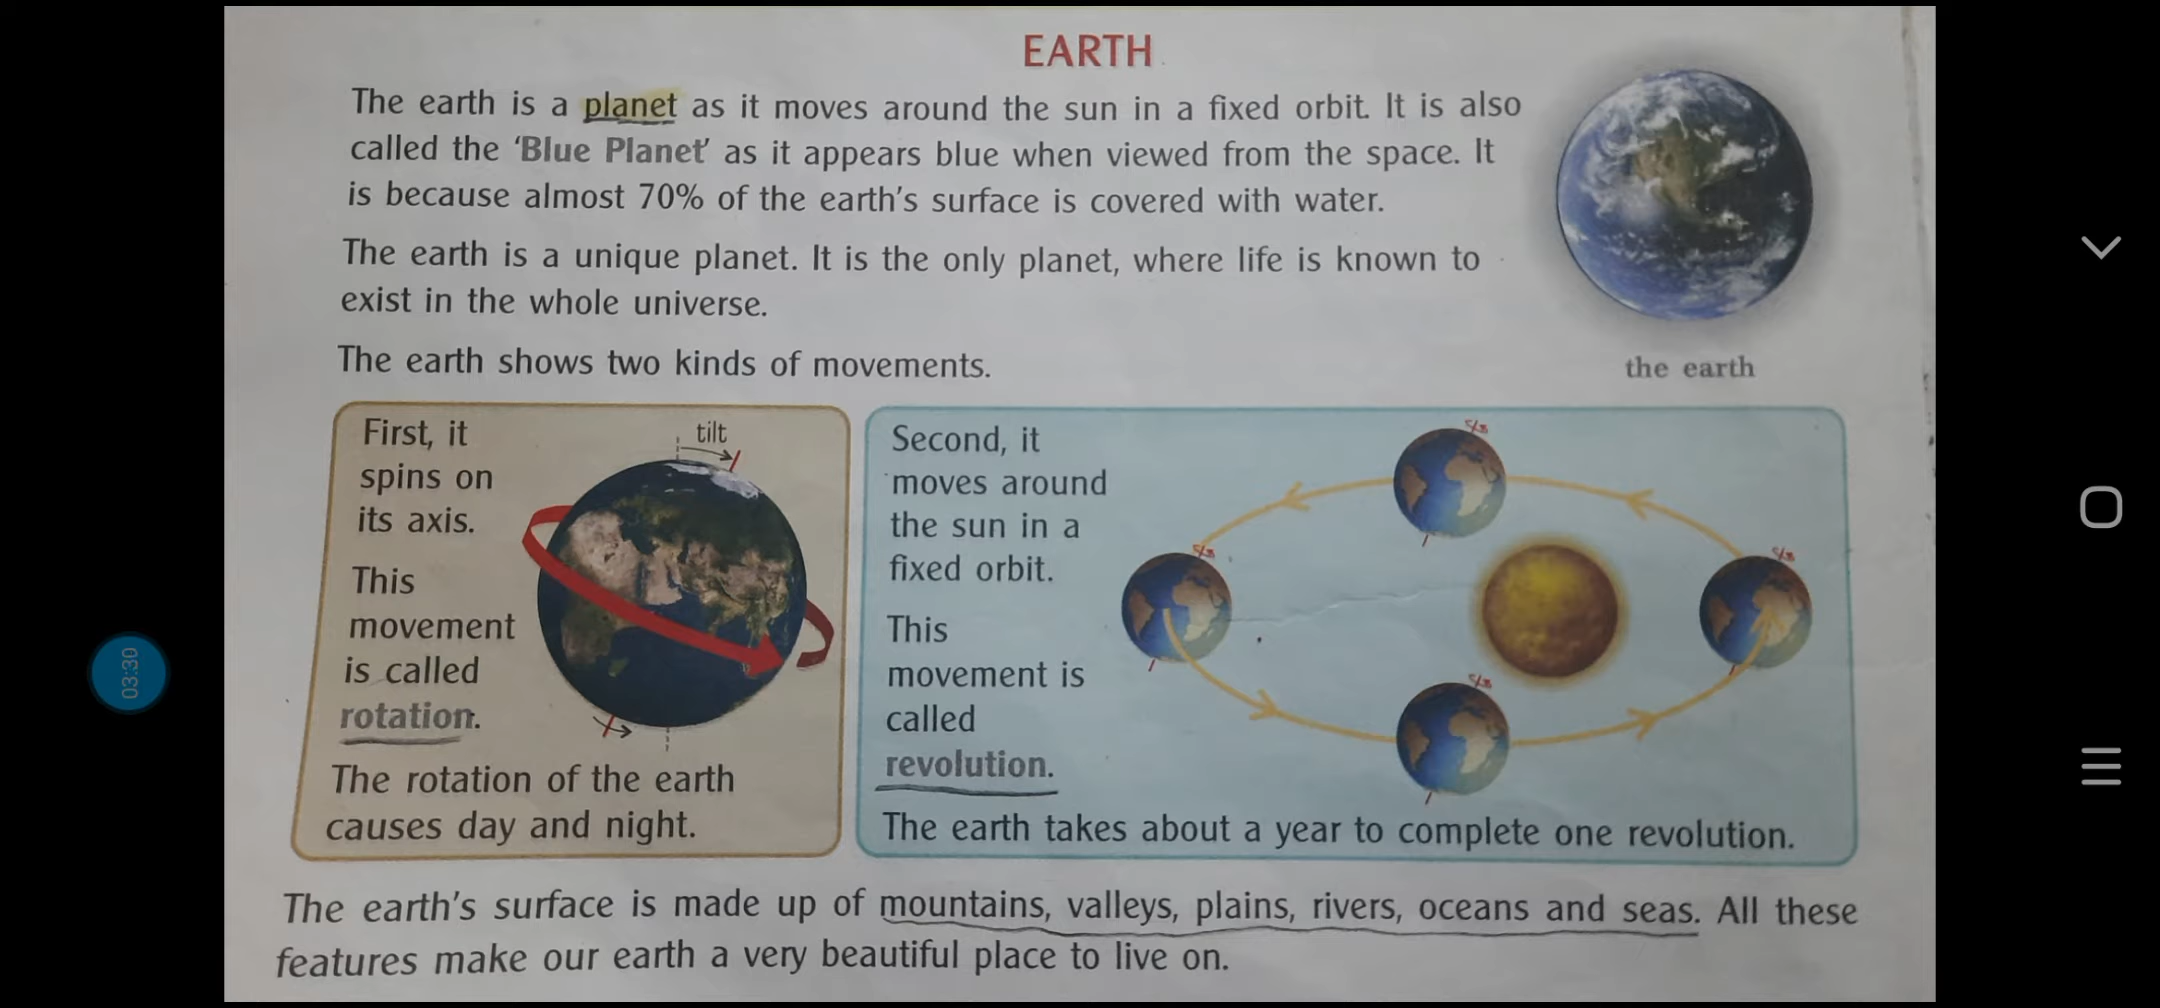 EARTH
The earth is a planet as it moves around the sun in a fixed orbit. It is also
called the ‘Blue Planet’ as it appears blue when viewed from the space. It
is because almost 70% of the earth's surface is covered with water.
The earth is a unique planet. It is the only planet, where life is known to
exist in the whole universe.
The earth shows two kinds of movements.
the earth
First, it
spins on
its axis.
This
movement
is called
rotation.
The rotation of the earth
causes day and night.
tilt
Second, it
moves around
the sun in a
fixed orbit.
This
movement is
called
revolution.
The earth takes about a year to complete one revolution.
The earth's surface is made up of mountains, valleys, plains, rivers, oceans and seas. All these
features make our earth a very beautiful place to live on.
03:30